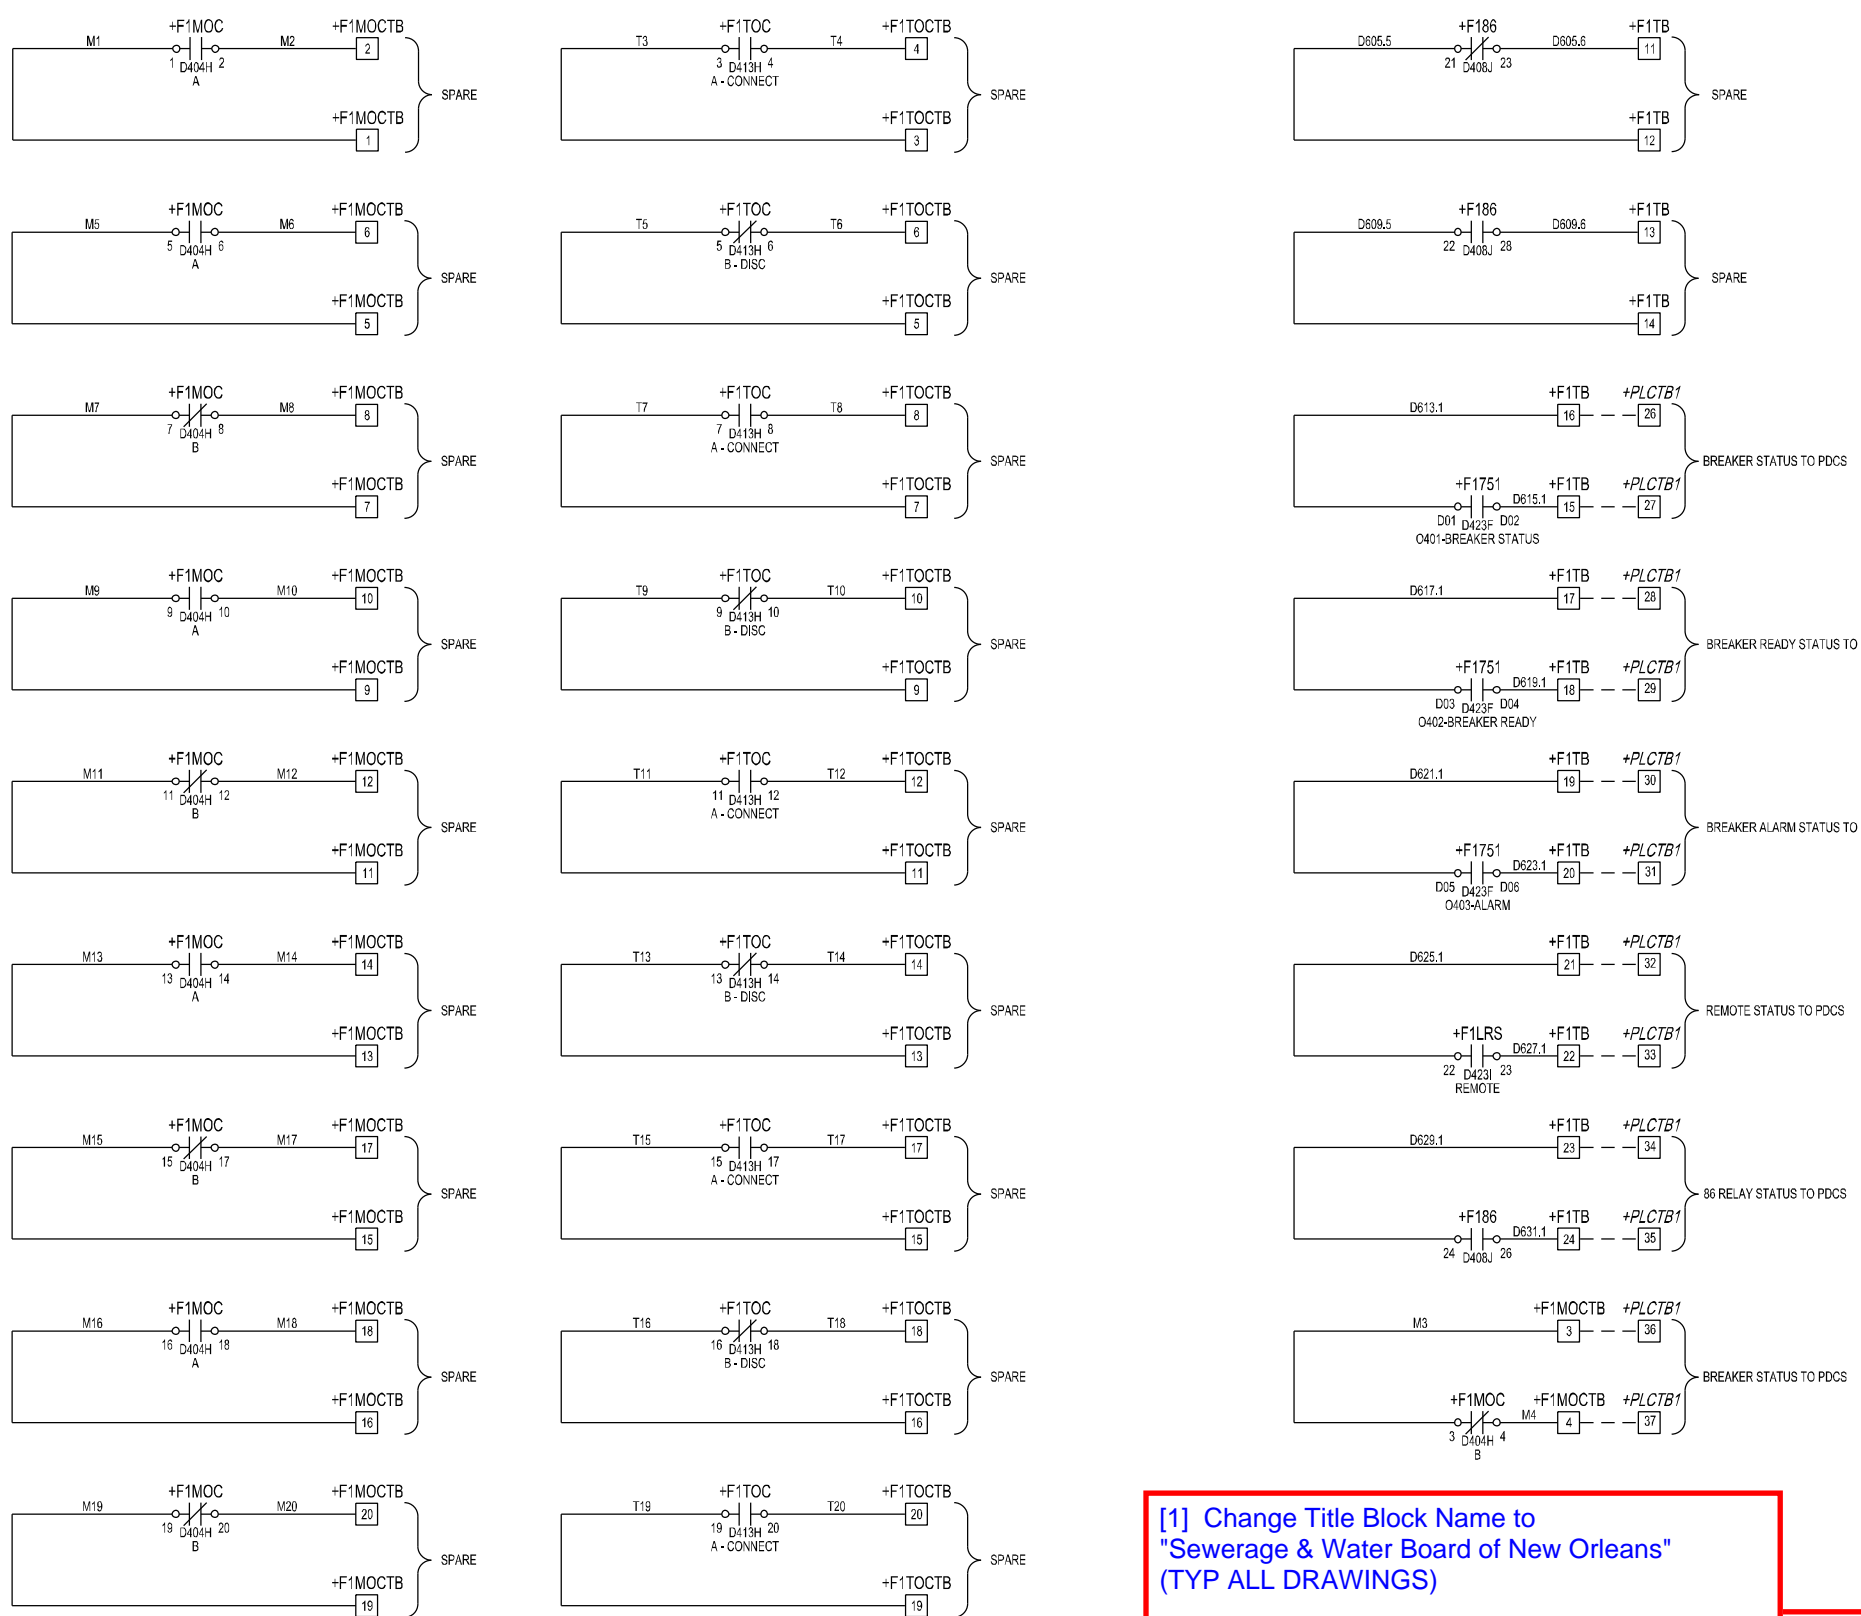 +F1MOC +F1MOCTB
M1 M2 2
1 D404H 2
A
SPARE
+F1MOCTB
1
+F1MOC +F1MOCTB
M5 M6 6
5 D404H 6
A
SPARE
+F1MOCTB
5
+F1MOC +F1MOCTB
M7 M8 8
7 D404H 8
B
SPARE
+F1MOCTB
7
+F1MOC +F1MOCTB
M9 M10 10
9 D404H 10
A
SPARE
+F1MOCTB
9
+F1MOC +F1MOCTB
M11 M12 12
11 D404H 12
B
SPARE
+F1MOCTB
11
+F1MOC +F1MOCTB
M13 M14 14
13 D404H 14
A
SPARE
+F1MOCTB
13
+F1MOC +F1MOCTB
M15 M17 17
15 D404H 17
B
SPARE
+F1MOCTB
15
+F1MOC +F1MOCTB
M16 M18 18
16 D404H 18
A
SPARE
+F1MOCTB
16
+F1MOC +F1MOCTB
M19 M20 20
19 D404H 20
B
SPARE
+F1MOCTB
19
+F1TOC +F1TOCTB
T3 T4 4
3 D413H 4
A - CONNECT
SPARE
+F1TOCTB
3
+F1TOC +F1TOCTB
T5 T6 6
5 D413H 6
B - DISC
SPARE
+F1TOCTB
5
+F1TOC +F1TOCTB
T7 T8 8
7 D413H 8
A - CONNECT
SPARE
+F1TOCTB
7
+F1TOC +F1TOCTB
T9 T10 10
9 D413H 10
B - DISC
SPARE
+F1TOCTB
9
+F1TOC +F1TOCTB
T11 T12 12
11 D413H 12
A - CONNECT
SPARE
+F1TOCTB
11
+F1TOC +F1TOCTB
T13 T14 14
13 D413H 14
B - DISC
SPARE
+F1TOCTB
13
+F1TOC +F1TOCTB
T15 T17 17
15 D413H 17
A - CONNECT
SPARE
+F1TOCTB
15
+F1TOC +F1TOCTB
T16 T18 18
16 D413H 18
B - DISC
SPARE
+F1TOCTB
16
+F1TOC +F1TOCTB
T19 T20 20
19 D413H 20
A - CONNECT
SPARE
+F1TOCTB
19
+F186 +F1TB
D605.5 D605.6 11
21 D408J 23
SPARE
+F1TB
12
+F186 +F1TB
D609.5 D609.6 13
22 D408J 28
SPARE
+F1TB
14
+F1TB +PLCTB1
D613.1 16 26
BREAKER STATUS TO PDCS
+F1751 +F1TB +PLCTB1
D615.1 15 27
D01 D423F D02
O401-BREAKER STATUS
+F1TB +PLCTB1
D617.1 17 28
BREAKER READY STATUS TO
+F1751 +F1TB +PLCTB1
D619.1 18 29
D03 D423F D04
O402-BREAKER READY
+F1TB +PLCTB1
D621.1 19 30
BREAKER ALARM STATUS TO
+F1751 +F1TB +PLCTB1
D623.1 20 31
D05 D423F D06
O403-ALARM
+F1TB +PLCTB1
D625.1 21 32
REMOTE STATUS TO PDCS
+F1LRS +F1TB +PLCTB1
D627.1 22 33
22 D423I 23
REMOTE
+F1TB +PLCTB1
D629.1 23 34
86 RELAY STATUS TO PDCS
+F186 +F1TB +PLCTB1
D631.1 24 35
24 D408J 26
+F1MOCTB +PLCTB1
M3 3 36
BREAKER STATUS TO PDCS
+F1MOC +F1MOCTB +PLCTB1
M4 4 37
3 D404H 4
B
[1] Change Title Block Name to
"Sewerage & Water Board of New Orleans"
(TYP ALL DRAWINGS)